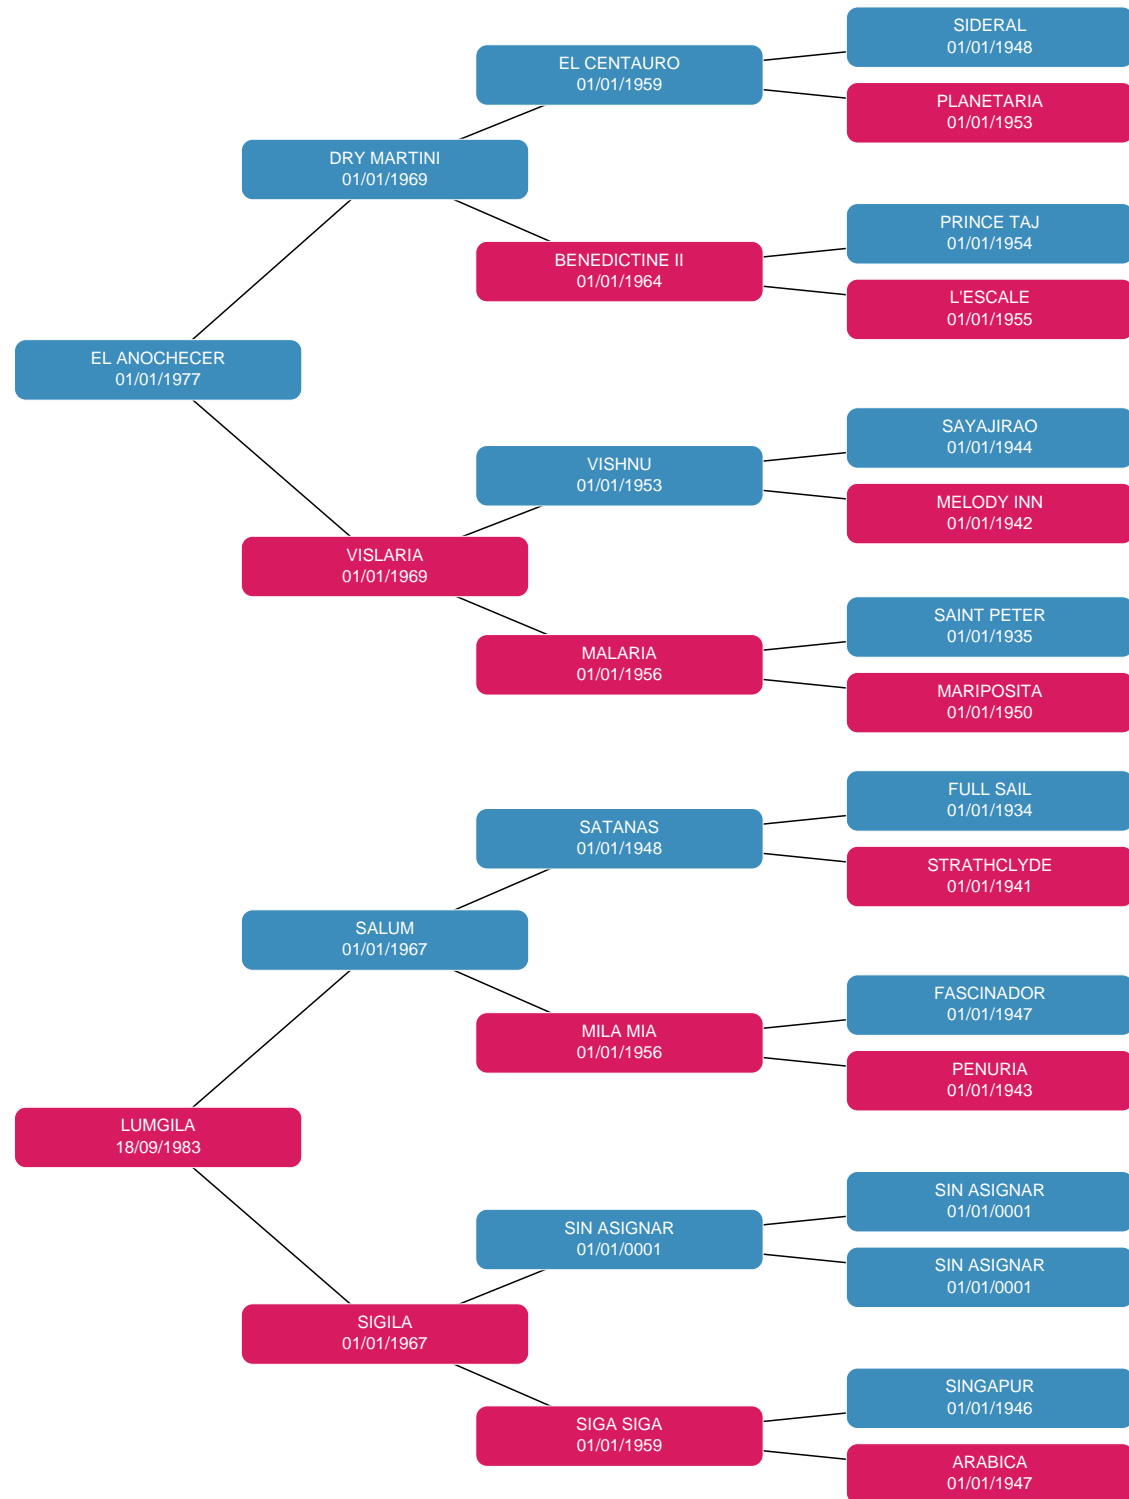 SIDERAL
01/01/1948
EL CENTAURO
01/01/1959
PLANETARIA
01/01/1953
DRY MARTINI
01/01/1969
PRINCE TAJ
01/01/1954
BENEDICTINE II
01/01/1964
L'ESCALE
01/01/1955
EL ANOCHECER
01/01/1977
SAYAJIRAO
01/01/1944
VISHNU
01/01/1953
MELODY INN
01/01/1942
VISLARIA
01/01/1969
SAINT PETER
01/01/1935
MALARIA
01/01/1956
MARIPOSITA
01/01/1950
FULL SAIL
01/01/1934
SATANAS
01/01/1948
STRATHCLYDE
01/01/1941
SALUM
01/01/1967
FASCINADOR
01/01/1947
MILA MIA
01/01/1956
PENURIA
01/01/1943
LUMGILA
18/09/1983
SIN ASIGNAR
01/01/0001
SIN ASIGNAR
01/01/0001
SIN ASIGNAR
01/01/0001
SIGILA
01/01/1967
SINGAPUR
01/01/1946
SIGA SIGA
01/01/1959
ARABICA
01/01/1947